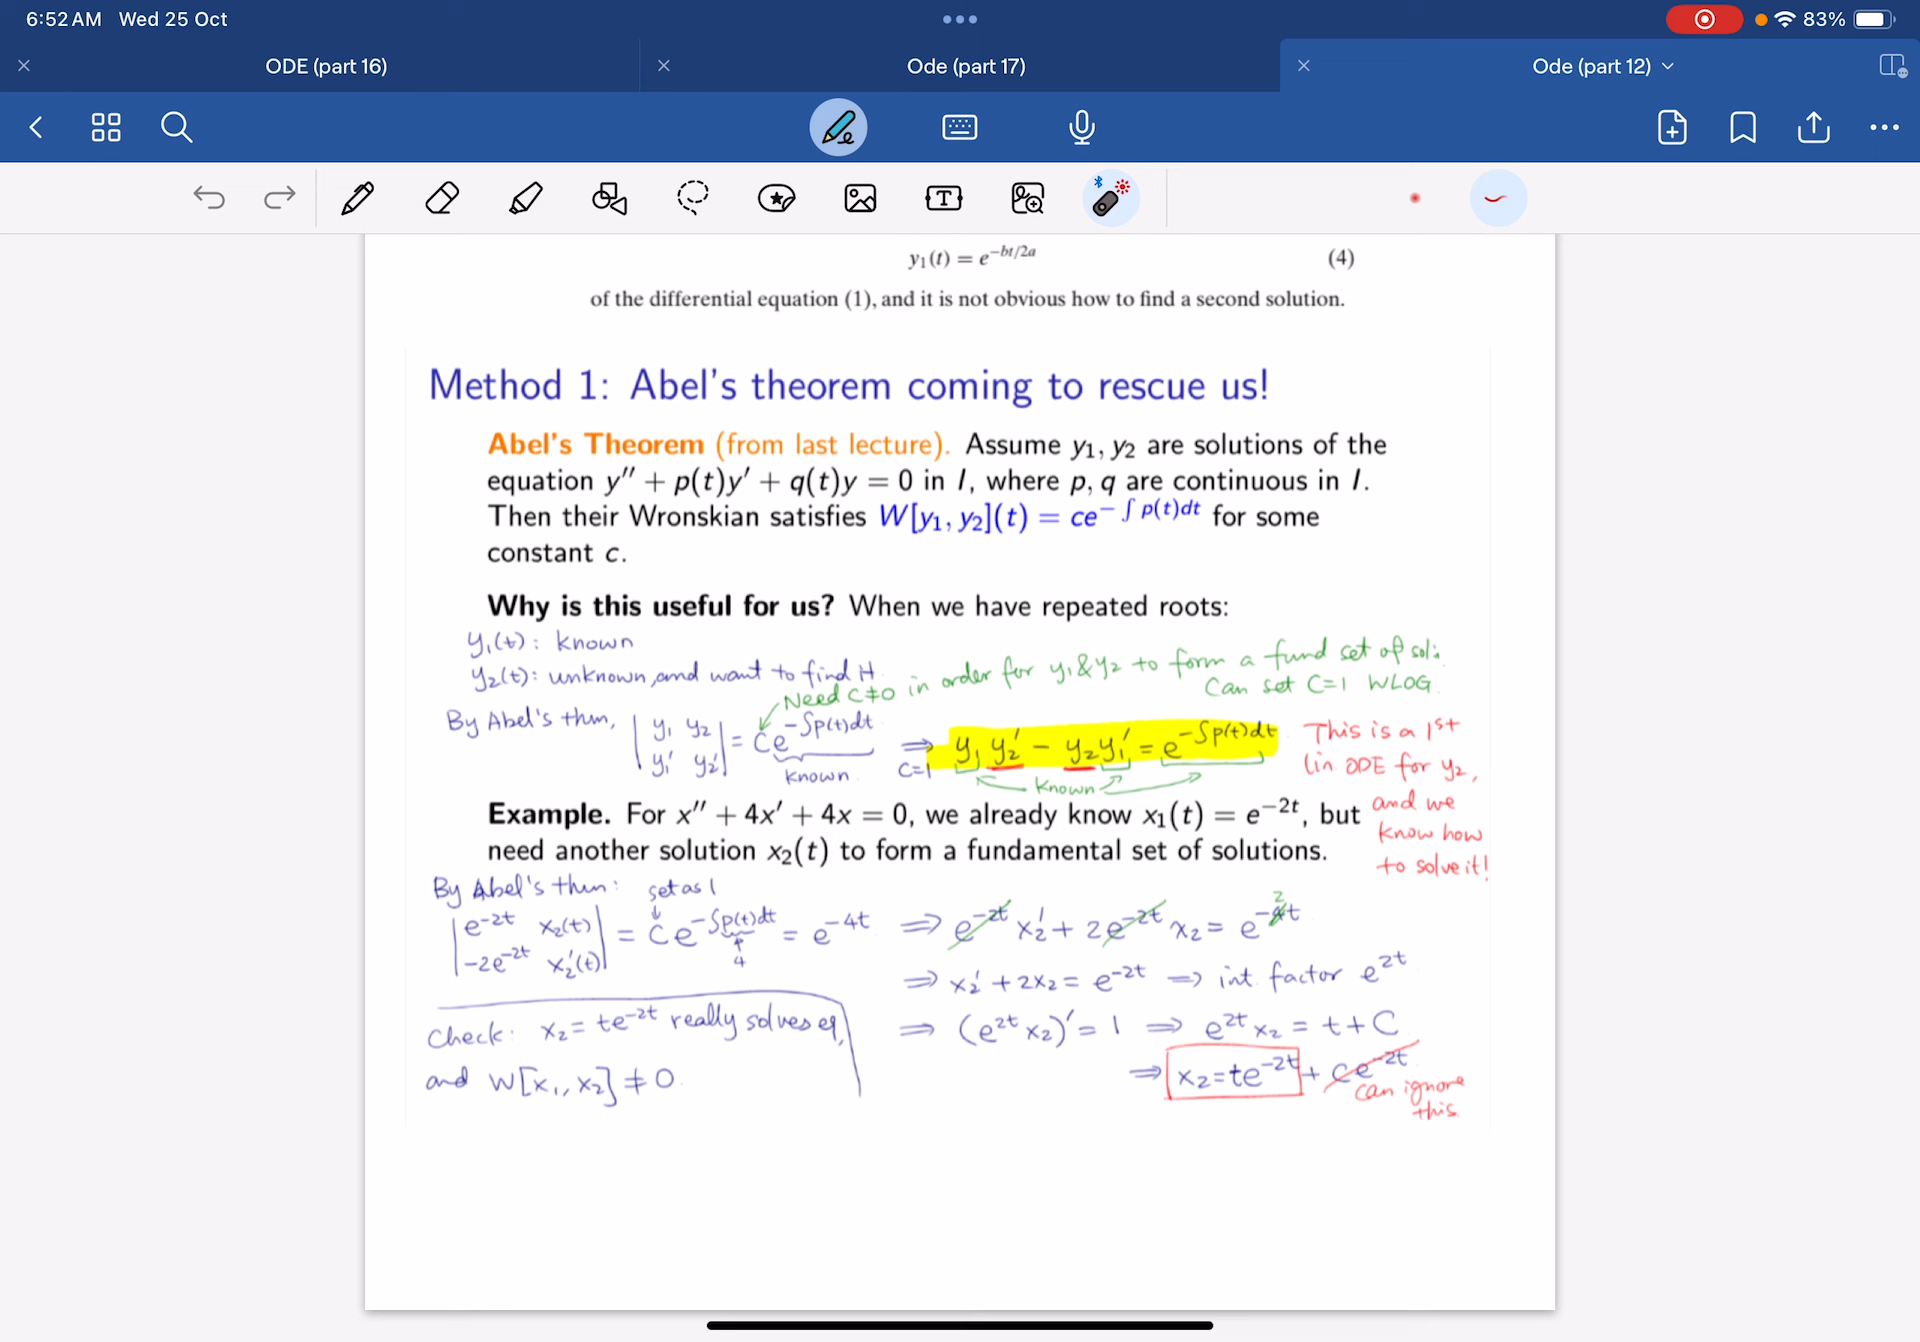 6:52 AM Wed 25 Oct
83%
ODE (part 16)
Ode (part 17)
Ode (part 12)
y₁(t) = e^{−bt/2a} (4)
of the differential equation (1), and it is not obvious how to find a second solution.
Method 1: Abel's theorem coming to rescue us!
Abel's Theorem (from last lecture). Assume y₁, y₂ are solutions of the
equation y″ + p(t)y′ + q(t)y = 0 in I, where p, q are continuous in I.
Then their Wronskian satisfies W[y₁, y₂](t) = ce^{−∫p(t)dt} for some
constant c.
Why is this useful for us? When we have repeated roots:
y₁(t): known
y₂(t): unknown, and want to find it
Need C≠0 in order for y₁ & y₂ to form a fund set of sol:
Can set C=1 WLOG.
By Abel's thm, |y₁ y₂; y₁′ y₂′| = Ce^{−∫p(t)dt} ⟹ y₁y₂′ − y₂y₁′ = e^{−∫p(t)dt}
known
C=1
known
This is a 1st
lin ODE for y₂,
and we
know how
to solve it!
Example. For x″ + 4x′ + 4x = 0, we already know x₁(t) = e^{−2t}, but
need another solution x₂(t) to form a fundamental set of solutions.
By Abel's thm: set as 1
|e^{−2t} x₂(t); −2e^{−2t} x₂′(t)| = Ce^{−∫p(t)dt} = e^{−4t} ⟹ e^{−2t} x₂′ + 2e^{−2t} x₂ = e^{−4t}
4
2
⟹ x₂′ + 2x₂ = e^{−2t} ⟹ int. factor e^{2t}
⟹ (e^{2t} x₂)′ = 1 ⟹ e^{2t} x₂ = t + C
⟹ x₂ = te^{−2t} + Ce^{−2t}
can ignore
this
Check: x₂ = te^{−2t} really solves eq,
and W[x₁, x₂] ≠ 0.